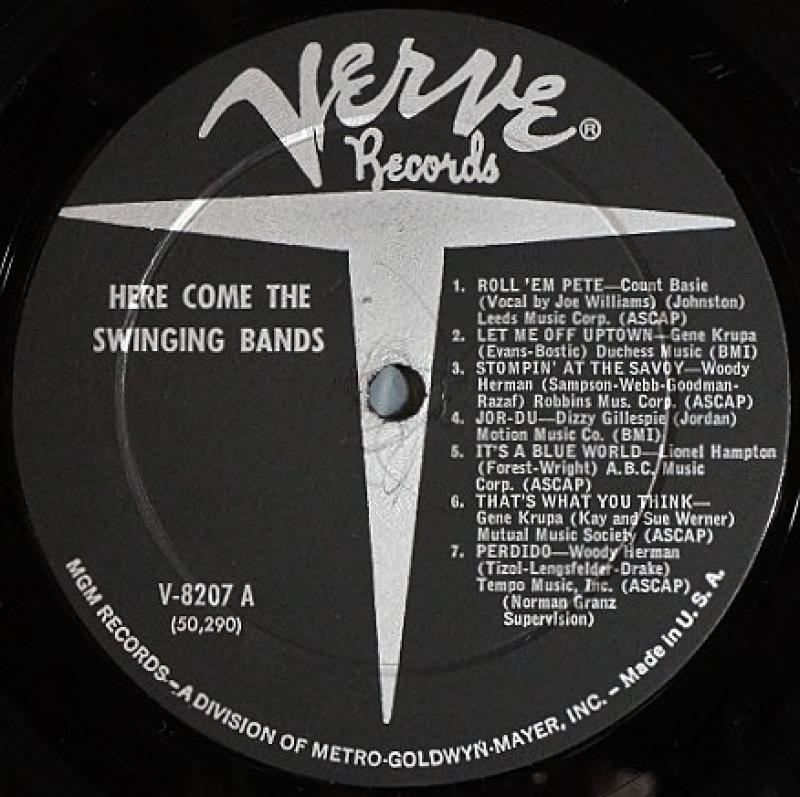 Verve ®
Records
HERE COME THE
SWINGING BANDS
1. ROLL 'EM PETE—Count Basie
(Vocal by Joe Williams) (Johnston)
Leeds Music Corp. (ASCAP)
2. LET ME OFF UPTOWN—Gene Krupa
(Evans-Bostic) Duchess Music (BMI)
3. STOMPIN' AT THE SAVOY—Woody
Herman (Sampson-Webb-Goodman-
Razaf) Robbins Mus. Corp. (ASCAP)
4. JOR-DU—Dizzy Gillespie (Jordan)
Motion Music Co. (BMI)
5. IT'S A BLUE WORLD—Lionel Hampton
(Forest-Wright) A.B.C. Music
Corp. (ASCAP)
6. THAT'S WHAT YOU THINK—
Gene Krupa (Kay and Sue Werner)
Mutual Music Society (ASCAP)
7. PERDIDO—Woody Herman
(Tizol-Lengsfelder-Drake)
Tempo Music, Inc. (ASCAP)
(Norman Granz
Supervision)
V-8207 A
(50,290)
MGM RECORDS – A DIVISION OF METRO-GOLDWYN-MAYER, INC. – Made in U. S. A.